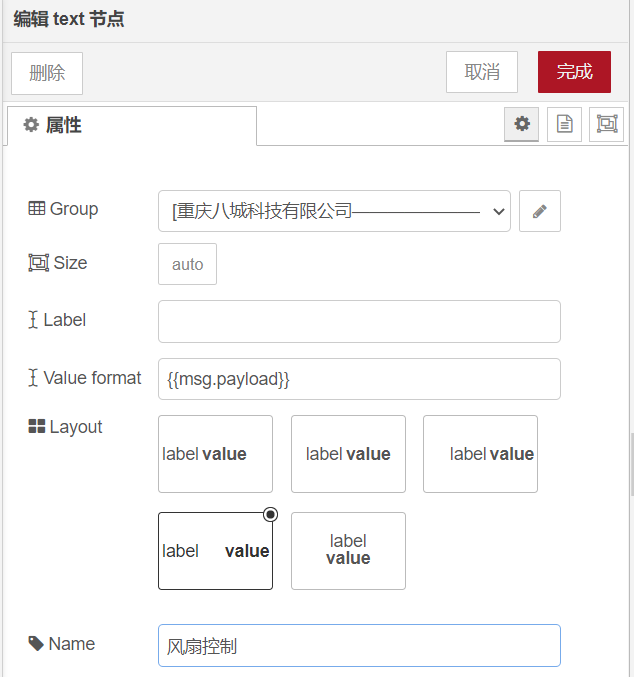 编辑 text 节点
删除 取消 完成
属性
Group [重庆八城科技有限公司———————
Size auto
Label
Value format {{msg.payload}}
Layout label value label value label value
label value label
value
Name 风扇控制